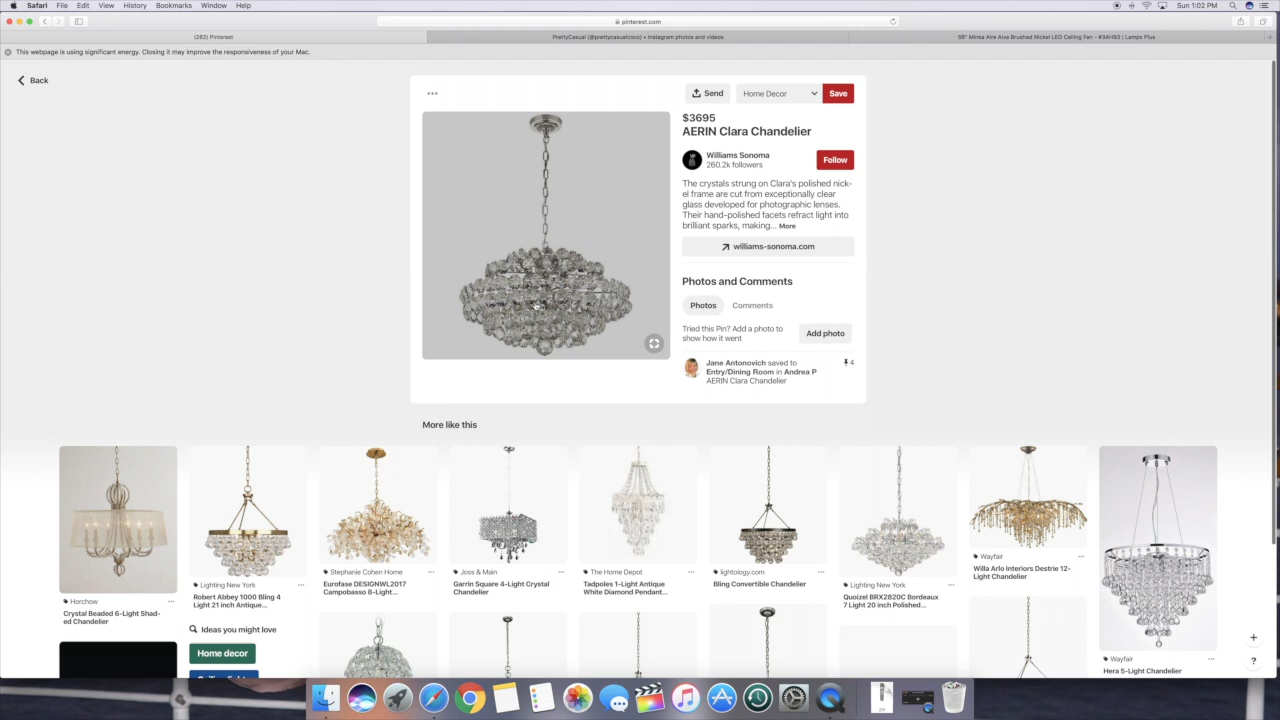 Safari File Edit View History Bookmarks Window Help
Sun 1:02 PM
pinterest.com
(282) Pinterest
PrettyCasual (@prettycasualcoco) • Instagram photos and videos
56" Minka Aire Alva Brushed Nickel LED Ceiling Fan - #34H93 | Lamps Plus
This webpage is using significant energy. Closing it may improve the responsiveness of your Mac.
Back
Send
Home Decor
Save
$3695
AERIN Clara Chandelier
Williams Sonoma
260.2k followers
Follow
The crystals strung on Clara's polished nick-
el frame are cut from exceptionally clear
glass developed for photographic lenses.
Their hand-polished facets refract light into
brilliant sparks, making... More
williams-sonoma.com
Photos and Comments
Photos
Comments
Tried this Pin? Add a photo to
show how it went
Add photo
Jane Antonovich saved to
Entry/Dining Room in Andrea P
AERIN Clara Chandelier
4
More like this
Horchow
Crystal Beaded 6-Light Shad-
ed Chandelier
Lighting New York
Robert Abbey 1000 Bling 4
Light 21 inch Antique...
Ideas you might love
Home decor
Stephanie Cohen Home
Eurofase DESIGNWL2017
Campobasso 8-Light...
Joss & Main
Garrin Square 4-Light Crystal
Chandelier
The Home Depot
Tadpoles 1-Light Antique
White Diamond Pendant...
lightology.com
Bling Convertible Chandelier
Lighting New York
Quoizel BRX2820C Bordeaux
7 Light 20 inch Polished...
Wayfair
Willa Arlo Interiors Destrie 12-
Light Chandelier
Wayfair
Hera 5-Light Chandelier
+
?